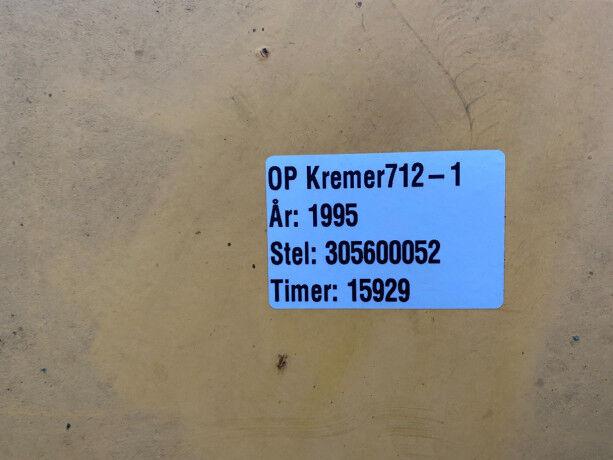 OP Kremer712-1
År: 1995
Stel: 305600052
Timer: 15929